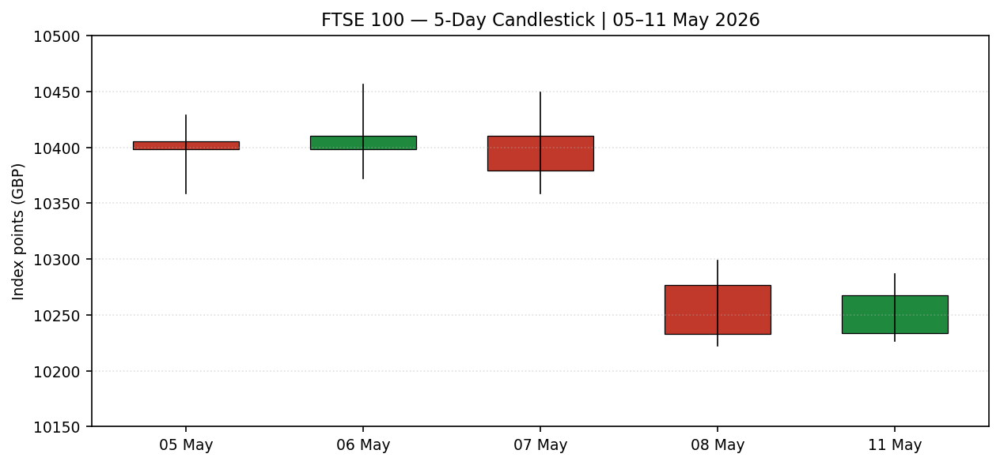 FTSE 100 — 5-Day Candlestick | 05–11 May 2026
Index points (GBP)
10500
10450
10400
10350
10300
10250
10200
10150
05 May
06 May
07 May
08 May
11 May